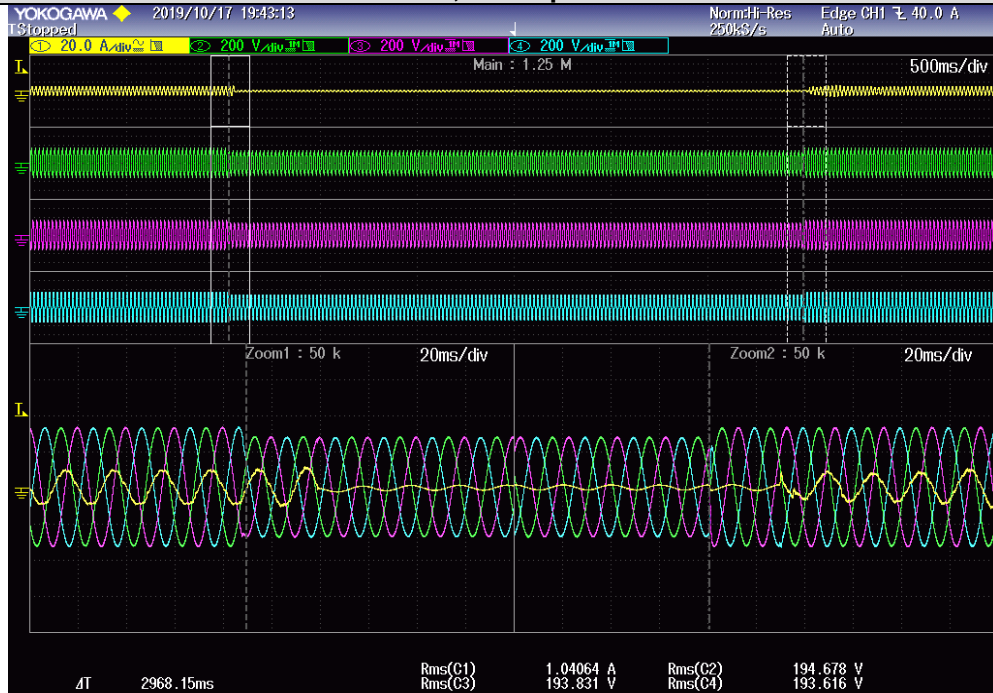 YOKOGAWA 2019/10/17 19:43:13 Norm:Hi-Res Edge CH1 40.0 A
Stopped 250kS/s Auto
1 20.0 A/div 2 200 V/div 3 200 V/div 4 200 V/div
Main : 1.25 M 500ms/div
Zoom1 : 50 k 20ms/div Zoom2 : 50 k 20ms/div
Rms(C1) 1.04064 A Rms(C2) 194.678 V
ΔT 2968.15ms Rms(C3) 193.831 V Rms(C4) 193.616 V